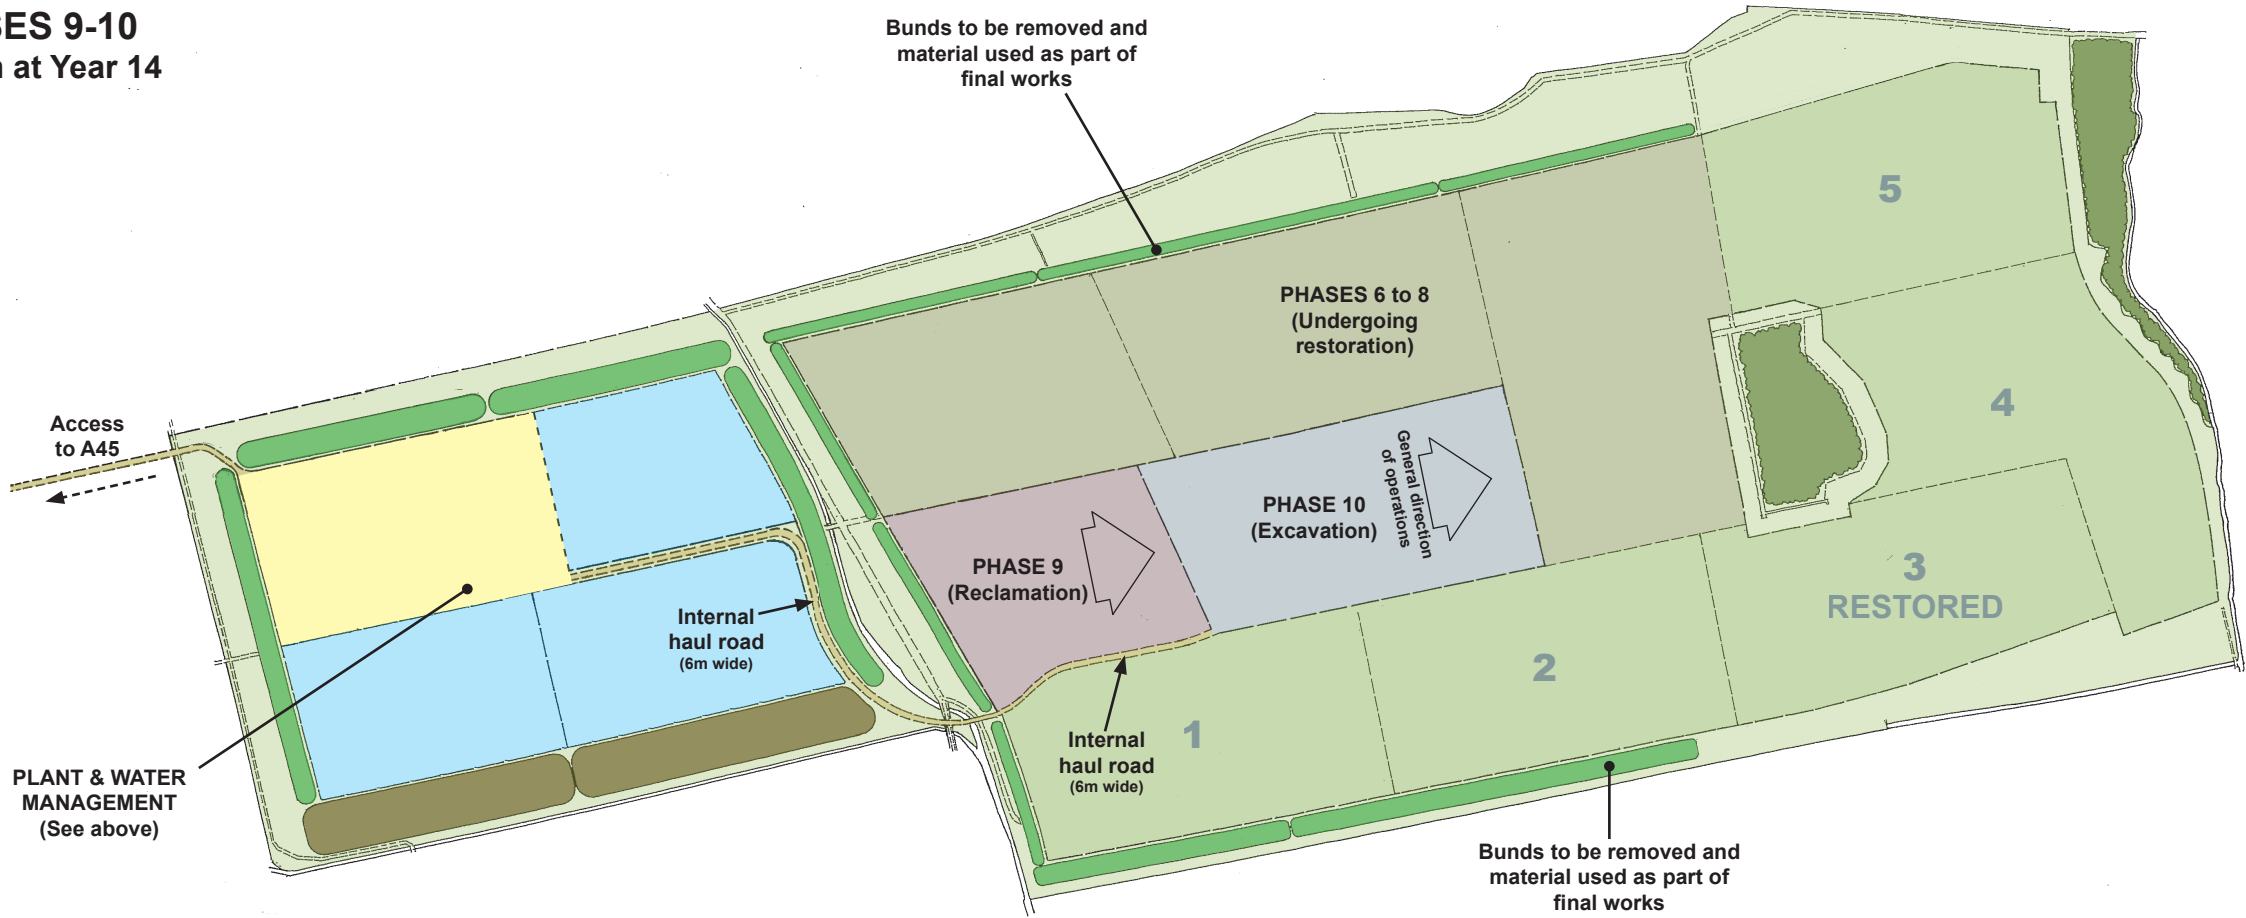 SES 9-10
at Year 14
Bunds to be removed and
material used as part of
final works
5
PHASES 6 to 8
(Undergoing
restoration)
4
Access
to A45
General direction
of operations
PHASE 10
(Excavation)
PHASE 9
(Reclamation)
3
RESTORED
Internal
haul road
(6m wide)
2
1
Internal
haul road
(6m wide)
PLANT & WATER
MANAGEMENT
(See above)
Bunds to be removed and
material used as part of
final works